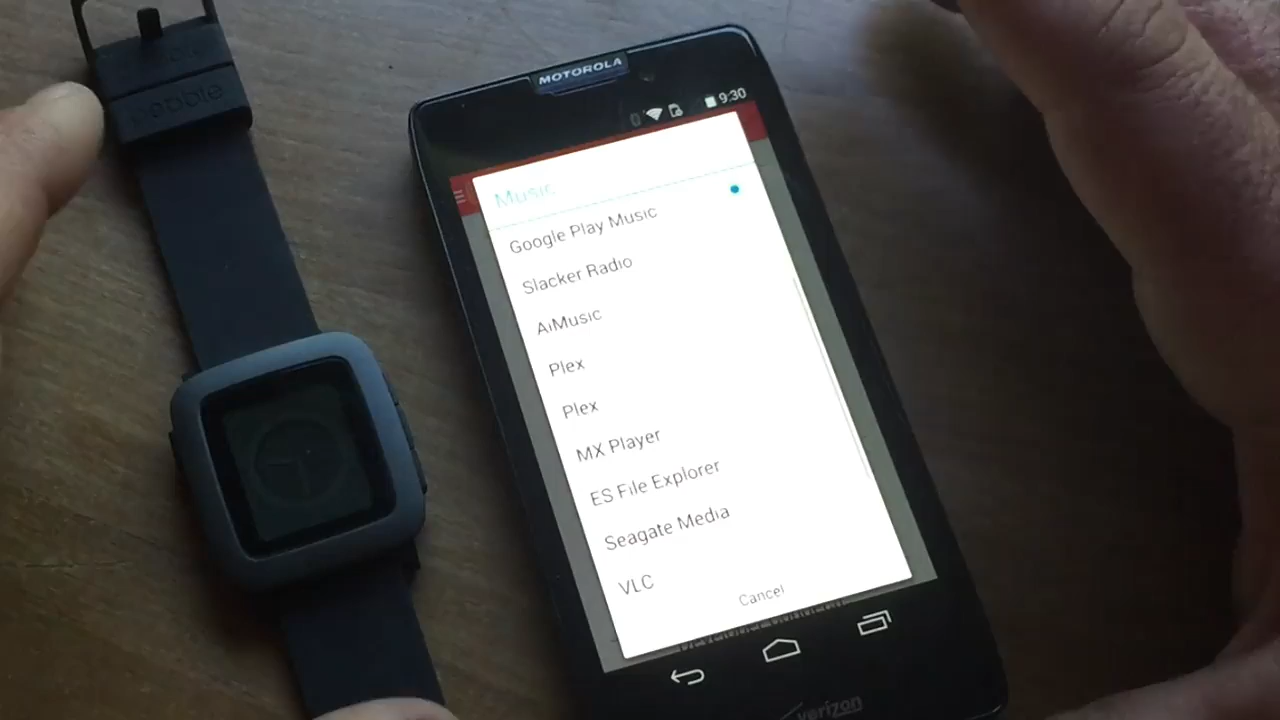 pebble
MOTOROLA
9:30
Music
Google Play Music
Slacker Radio
AiMusic
Plex
Plex
MX Player
ES File Explorer
Seagate Media
VLC
Cancel
verizon